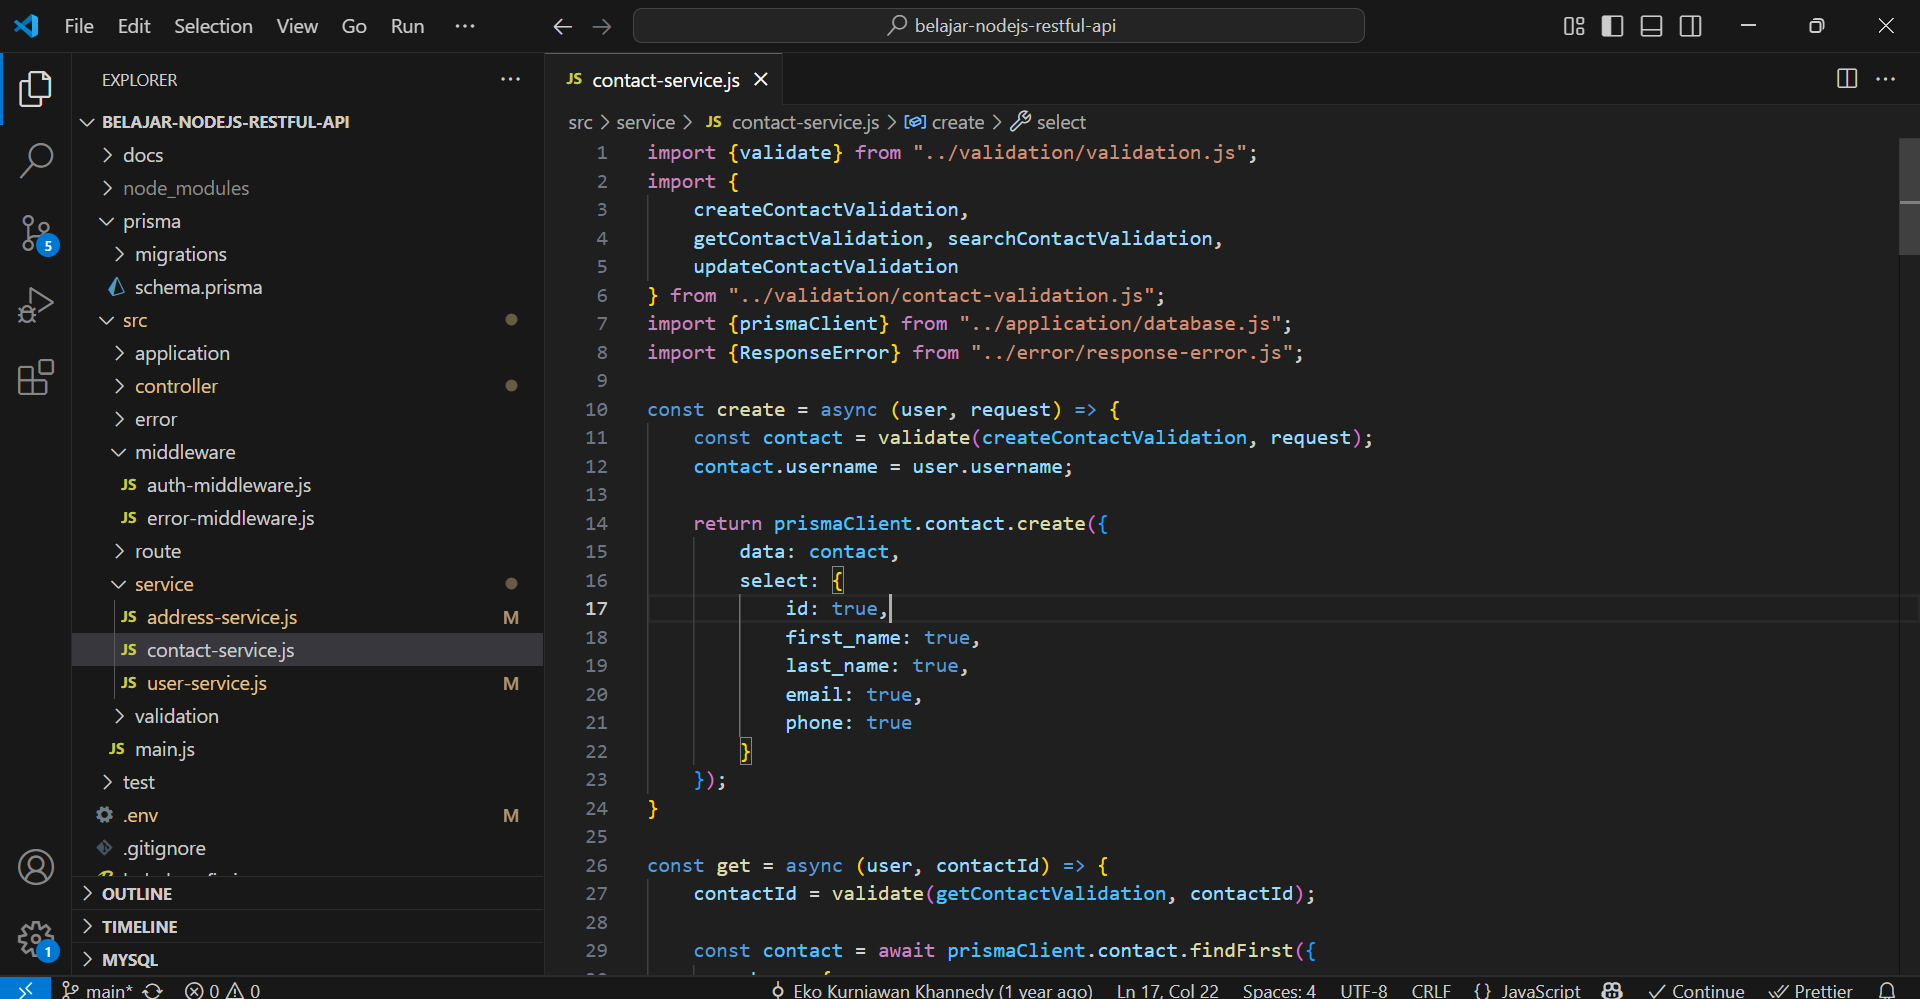 File Edit Selection View Go Run ···
belajar-nodejs-restful-api
EXPLORER ···
BELAJAR-NODEJS-RESTFUL-API
docs
node_modules
prisma
migrations
schema.prisma
src
application
controller
error
middleware
JS auth-middleware.js
JS error-middleware.js
route
service
JS address-service.js M
JS contact-service.js
JS user-service.js M
validation
JS main.js
test
.env M
.gitignore
OUTLINE
TIMELINE
MYSQL
5
1
JS contact-service.js
src > service > JS contact-service.js > create > select
1 import {validate} from "../validation/validation.js";
2 import {
3     createContactValidation,
4     getContactValidation, searchContactValidation,
5     updateContactValidation
6 } from "../validation/contact-validation.js";
7 import {prismaClient} from "../application/database.js";
8 import {ResponseError} from "../error/response-error.js";
9
10 const create = async (user, request) => {
11     const contact = validate(createContactValidation, request);
12     contact.username = user.username;
13
14     return prismaClient.contact.create({
15         data: contact,
16         select: {
17             id: true,
18             first_name: true,
19             last_name: true,
20             email: true,
21             phone: true
22         }
23     });
24 }
25
26 const get = async (user, contactId) => {
27     contactId = validate(getContactValidation, contactId);
28
29     const contact = await prismaClient.contact.findFirst({
main* 0 0 Eko Kurniawan Khannedy (1 year ago) Ln 17, Col 22 Spaces: 4 UTF-8 CRLF {} JavaScript Continue Prettier